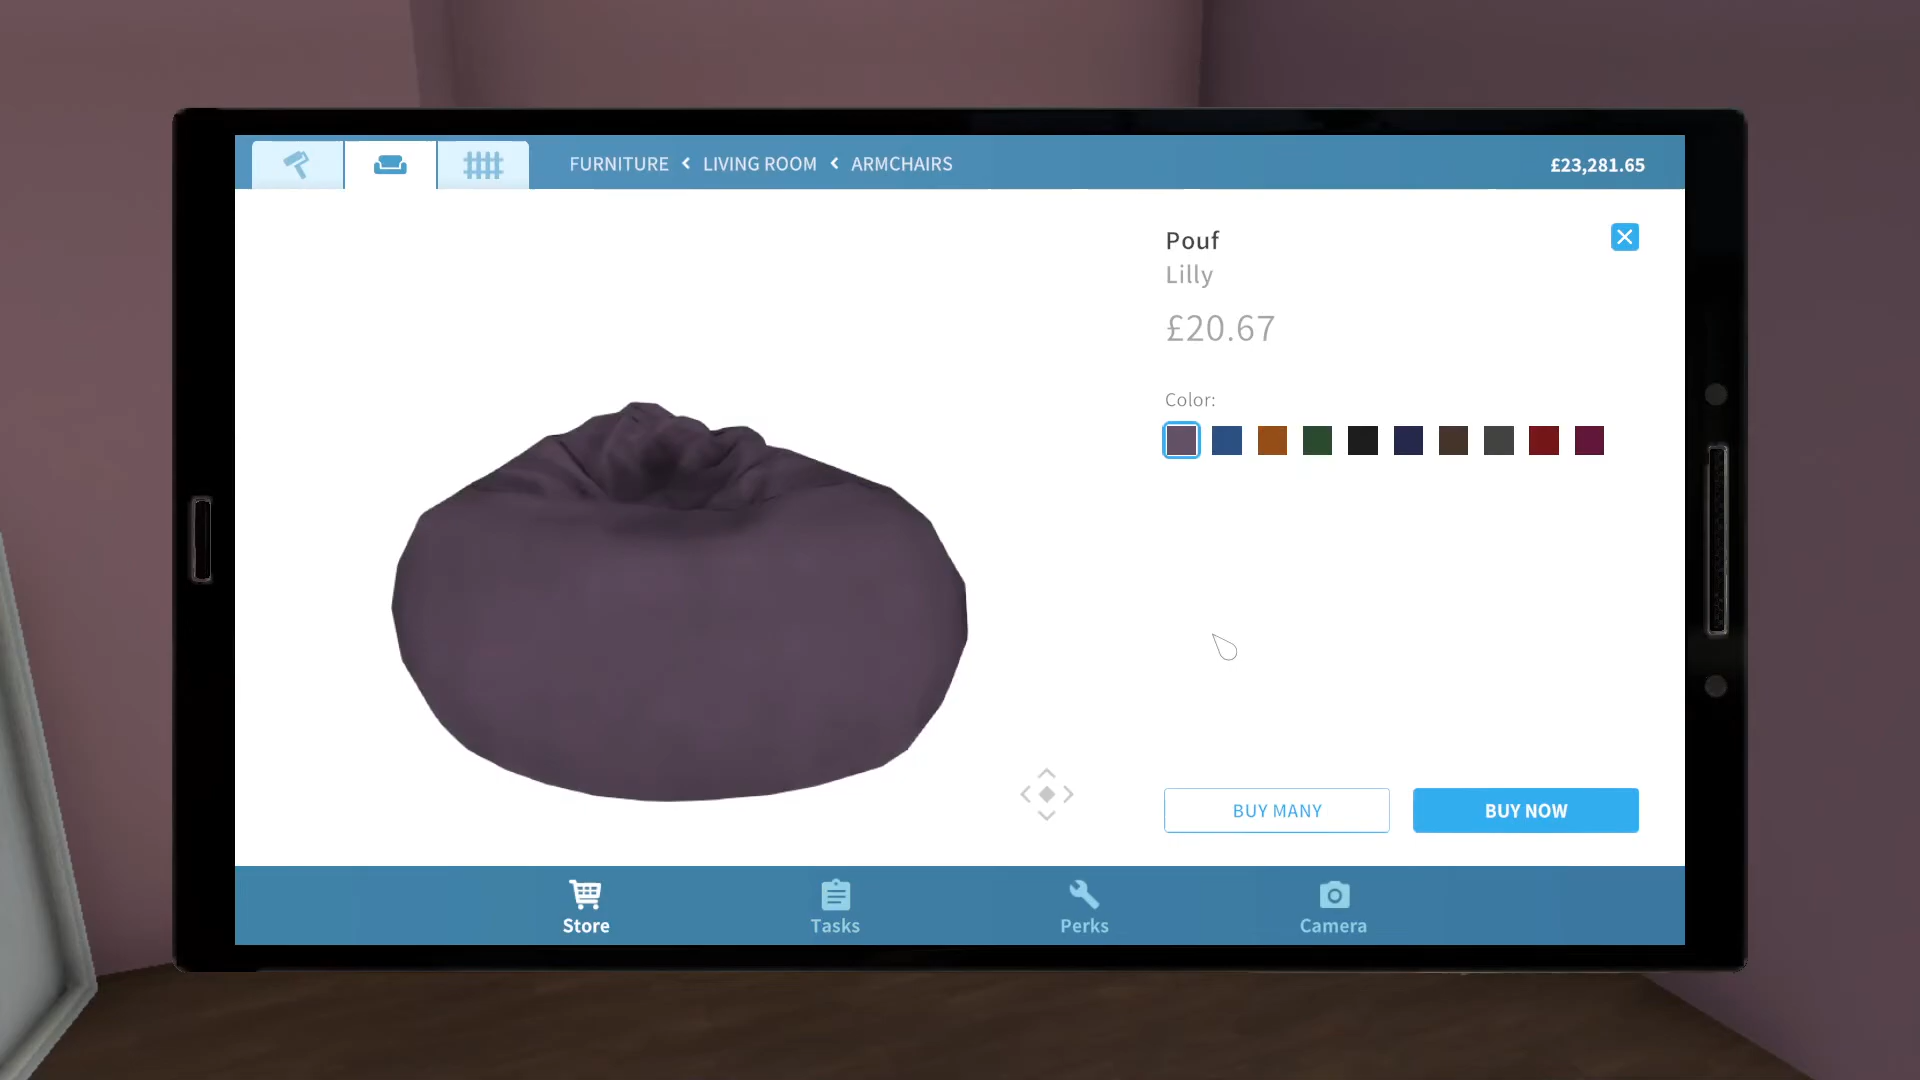 FURNITURE < LIVING ROOM < ARMCHAIRS
£23,281.65
Pouf
Lilly
£20.67
Color:
BUY MANY
BUY NOW
Store
Tasks
Perks
Camera